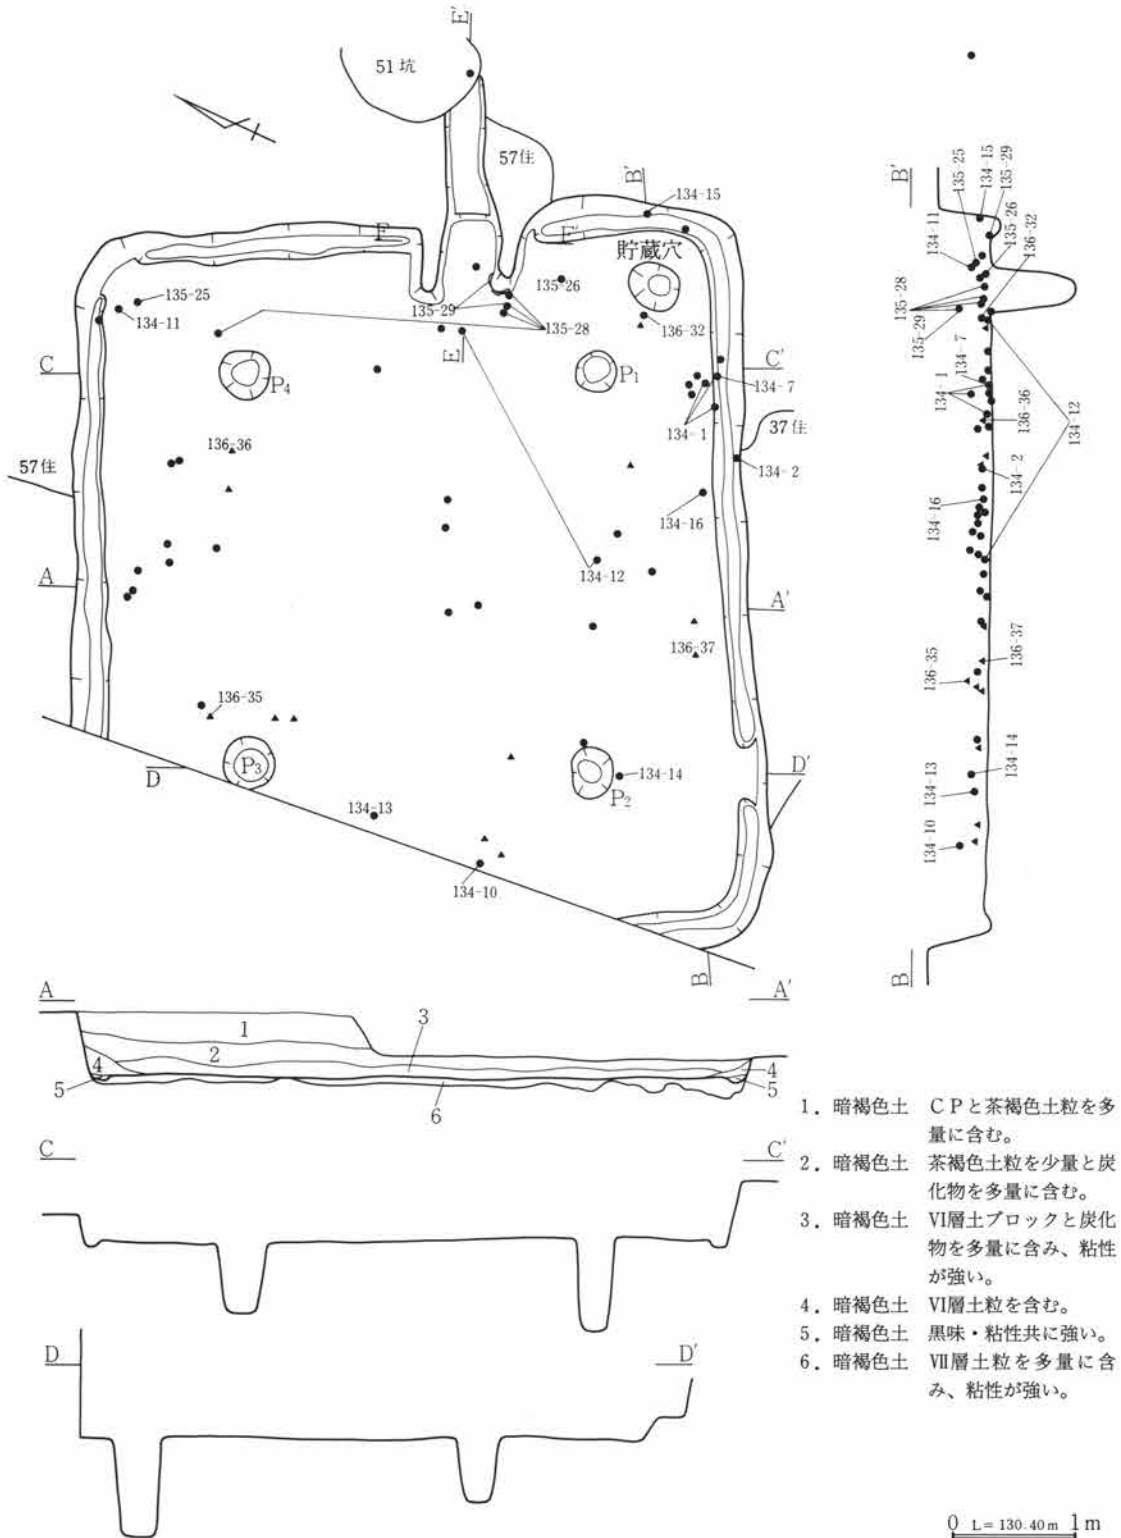 E'
51 坑
57住
B'
134-15
F
F'
貯蔵穴
135-25
134-11
135-29
135-26
135-28
136-32
E
C
P4
P1
C'
134-7
134-1
37住
134-2
136-36
57住
134-16
A
134-12
A'
136-37
136-35
D
P3
P2
134-14
D'
134-13
134-10
B
B'
135-25
134-15
135-29
134-11
135-26
136-32
135-28
135-29
134-7
134-1
136-36
134-12
134-2
134-16
136-37
136-35
134-14
134-13
134-10
B
A
A'
1
3
2
4
4
5
5
6
C
C'
D
D'
1. 暗褐色土 CPと茶褐色土粒を多
量に含む。
2. 暗褐色土 茶褐色土粒を少量と炭
化物を多量に含む。
3. 暗褐色土 Ⅵ層土ブロックと炭化
物を多量に含み、粘性
が強い。
4. 暗褐色土 Ⅵ層土粒を含む。
5. 暗褐色土 黒味・粘性共に強い。
6. 暗褐色土 Ⅶ層土粒を多量に含
み、粘性が強い。
0 L=130.40m 1m